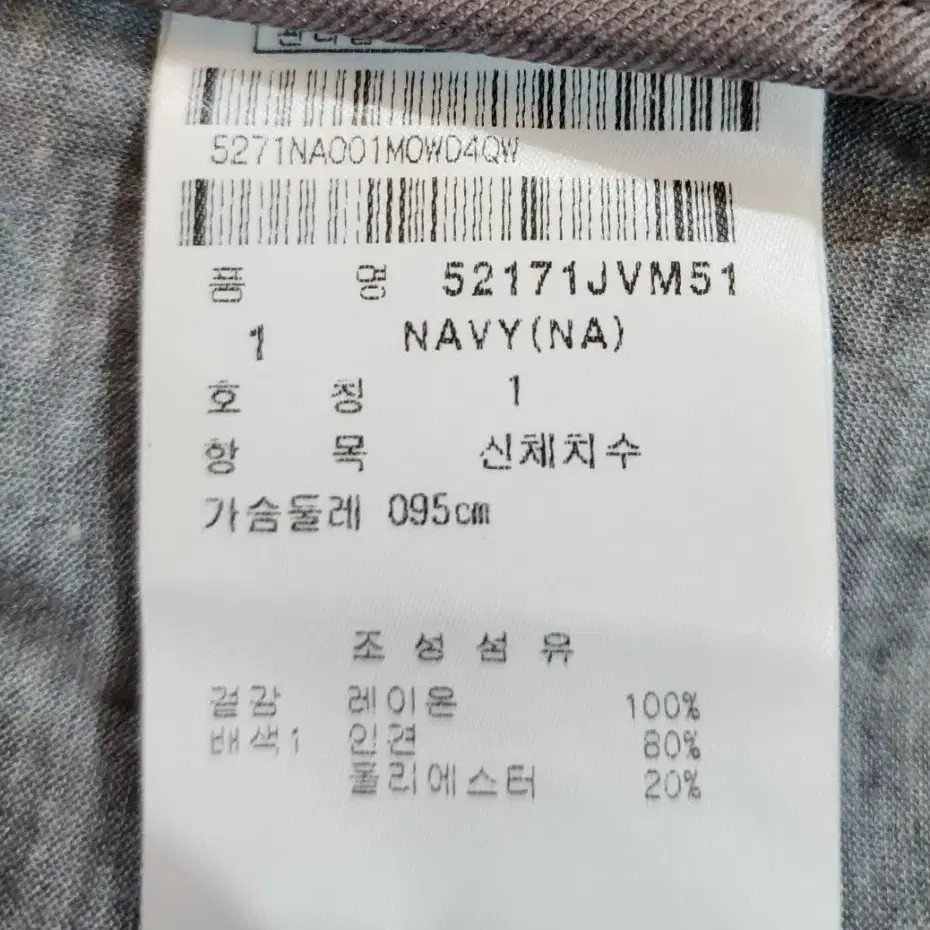 5271NA001MOWD4QW
품 명 52171JVM51
1 NAVY(NA)
호 칭 1
항 목 신체치수
가슴둘레 095cm
조 성 섬 유
겉감 레이온 100%
배색1 인견 80%
폴리에스터 20%